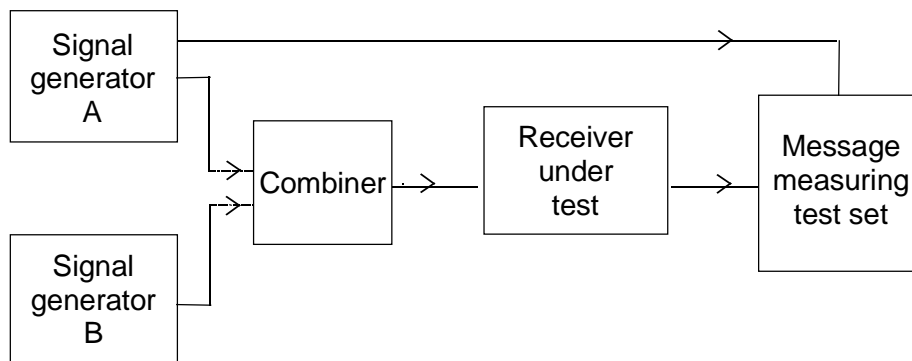 Signal
generator
A
Combiner
Receiver
under
test
Message
measuring
test set
Signal
generator
B